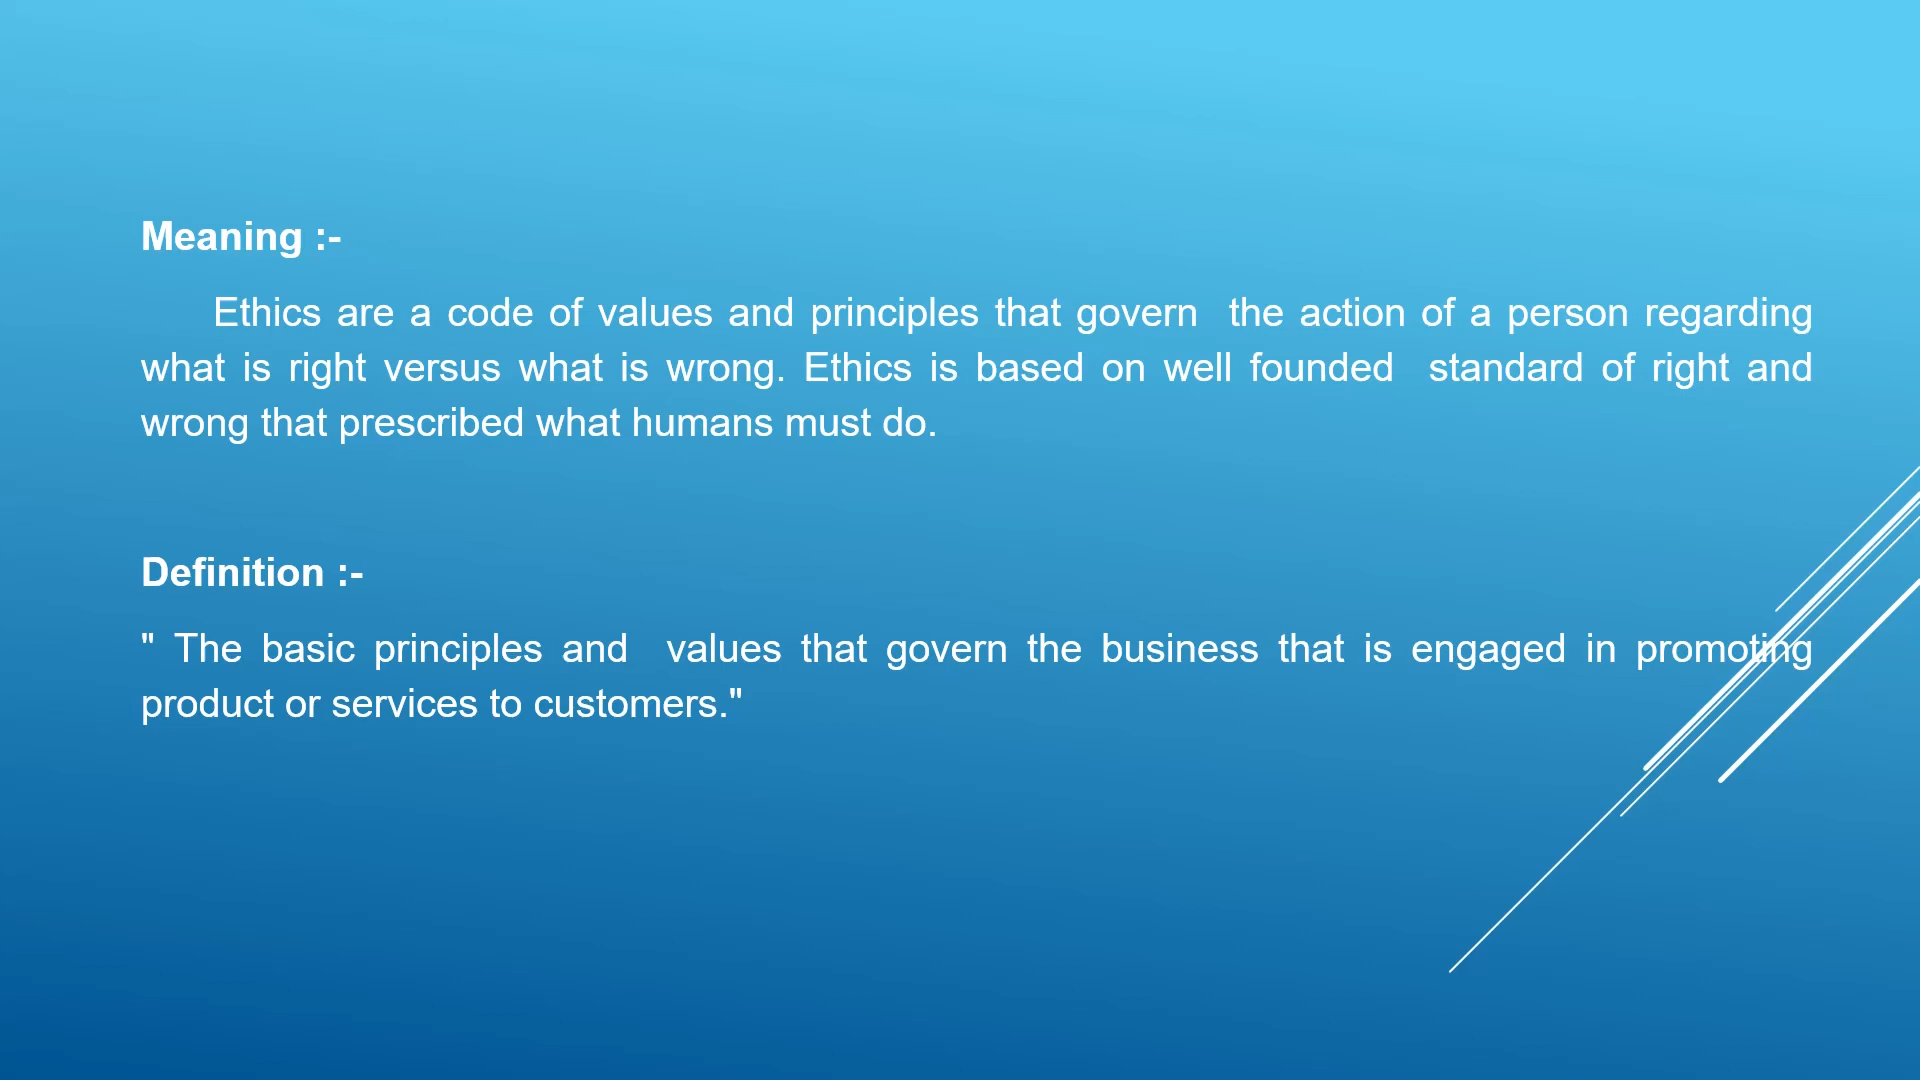 Meaning :-
Ethics are a code of values and principles that govern the action of a person regarding
what is right versus what is wrong. Ethics is based on well founded standard of right and
wrong that prescribed what humans must do.
Definition :-
" The basic principles and values that govern the business that is engaged in promoting
product or services to customers."